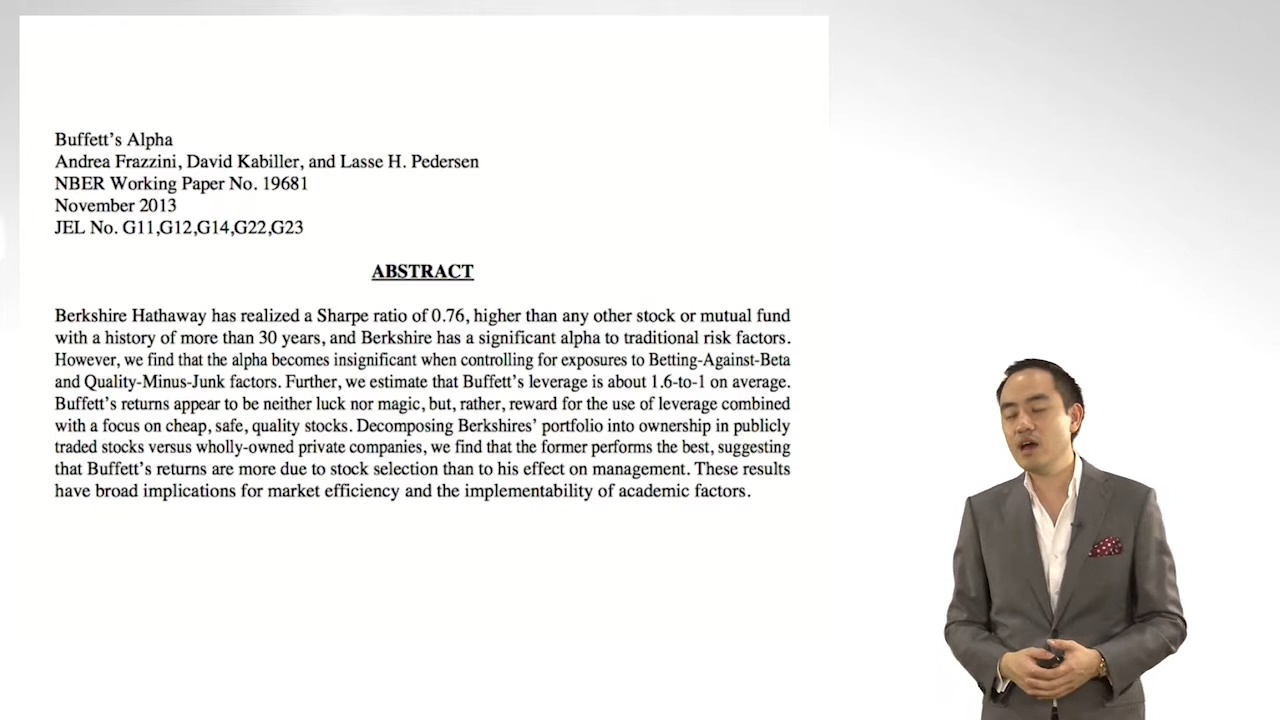 Buffett's Alpha
Andrea Frazzini, David Kabiller, and Lasse H. Pedersen
NBER Working Paper No. 19681
November 2013
JEL No. G11,G12,G14,G22,G23
ABSTRACT
Berkshire Hathaway has realized a Sharpe ratio of 0.76, higher than any other stock or mutual fund
with a history of more than 30 years, and Berkshire has a significant alpha to traditional risk factors.
However, we find that the alpha becomes insignificant when controlling for exposures to Betting-Against-Beta
and Quality-Minus-Junk factors. Further, we estimate that Buffett's leverage is about 1.6-to-1 on average.
Buffett's returns appear to be neither luck nor magic, but, rather, reward for the use of leverage combined
with a focus on cheap, safe, quality stocks. Decomposing Berkshires' portfolio into ownership in publicly
traded stocks versus wholly-owned private companies, we find that the former performs the best, suggesting
that Buffett's returns are more due to stock selection than to his effect on management. These results
have broad implications for market efficiency and the implementability of academic factors.